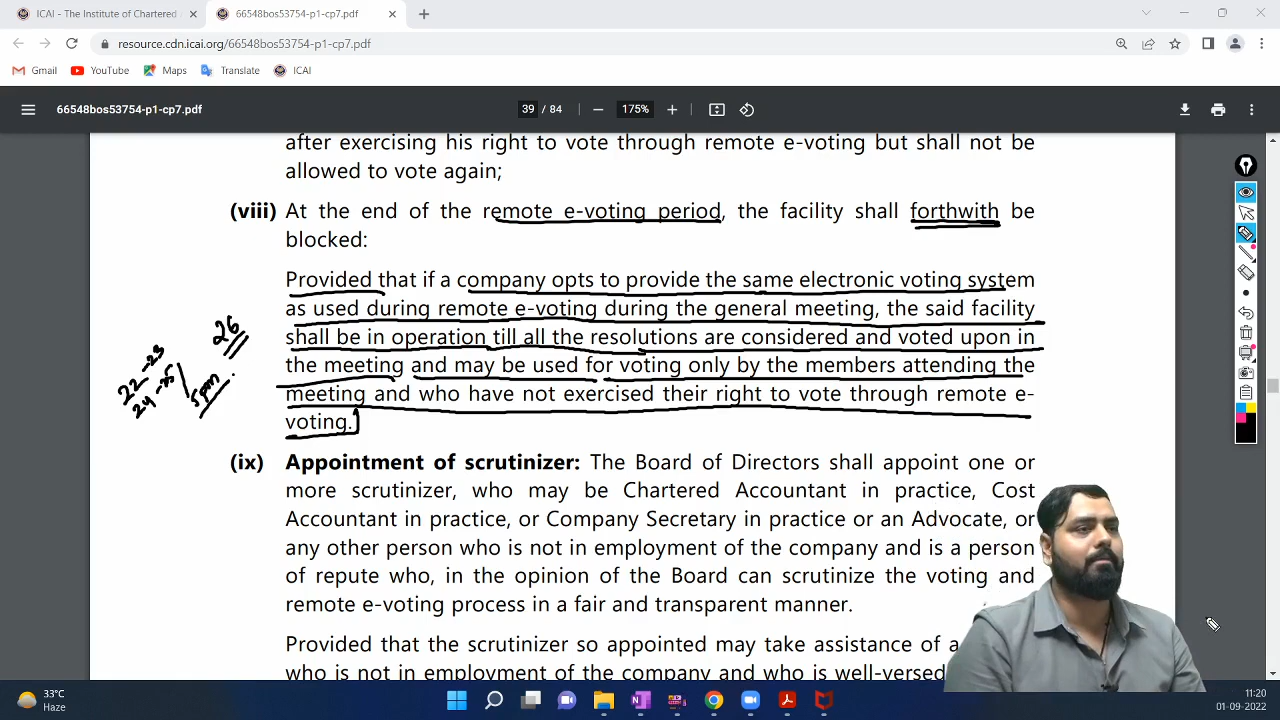 ICAI - The Institute of Chartered
66548bos53754-p1-cp7.pdf
resource.cdn.icai.org/66548bos53754-p1-cp7.pdf
Gmail
YouTube
Maps
Translate
ICAI
66548bos53754-p1-cp7.pdf
39 / 84
175%
after exercising his right to vote through remote e-voting but shall not be
allowed to vote again;
(viii) At the end of the remote e-voting period, the facility shall forthwith be
blocked:
Provided that if a company opts to provide the same electronic voting system
as used during remote e-voting during the general meeting, the said facility
shall be in operation till all the resolutions are considered and voted upon in
the meeting and may be used for voting only by the members attending the
meeting and who have not exercised their right to vote through remote e-
voting.
26
22-23
24-25
5pm
(ix) Appointment of scrutinizer: The Board of Directors shall appoint one or
more scrutinizer, who may be Chartered Accountant in practice, Cost
Accountant in practice, or Company Secretary in practice or an Advocate, or
any other person who is not in employment of the company and is a person
of repute who, in the opinion of the Board can scrutinize the voting and
remote e-voting process in a fair and transparent manner.
Provided that the scrutinizer so appointed may take assistance of a
who is not in employment of the company and who is well-versed
33°C
Haze
11:20
01-09-2022